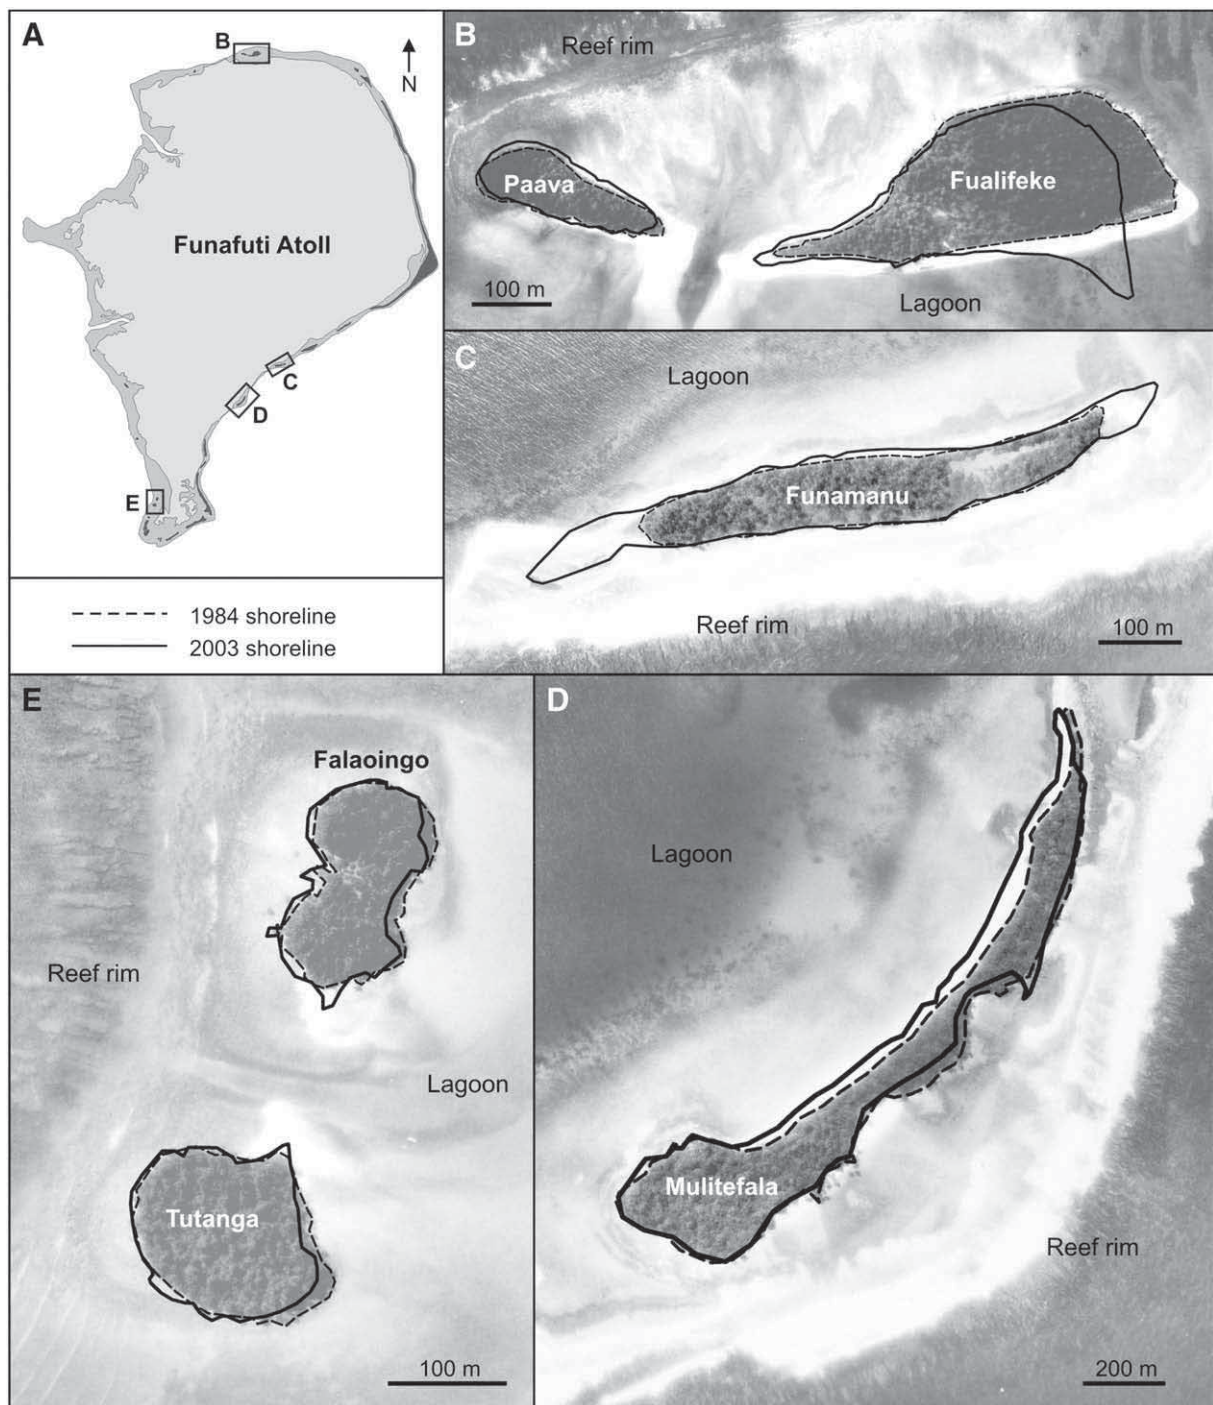 A
B
N
Funafuti Atoll
C
D
E
1984 shoreline
2003 shoreline
B
Reef rim
Paava
Fualifeke
100 m
Lagoon
C
Lagoon
Funamanu
Reef rim
100 m
E
Falaoingo
Reef rim
Lagoon
Tutanga
100 m
D
Lagoon
Mulitefala
Reef rim
200 m